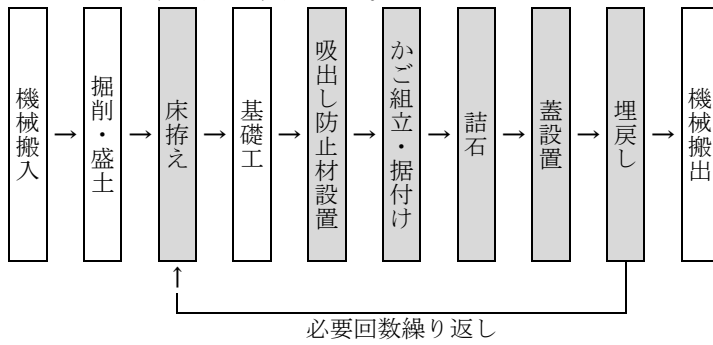 機械搬入
→
掘削・盛土
→
床拵え
→
基礎工
→
吸出し防止材設置
→
かご組立・据付け
→
詰石
→
蓋設置
→
埋戻し
→
機械搬出
↑
必要回数繰り返し